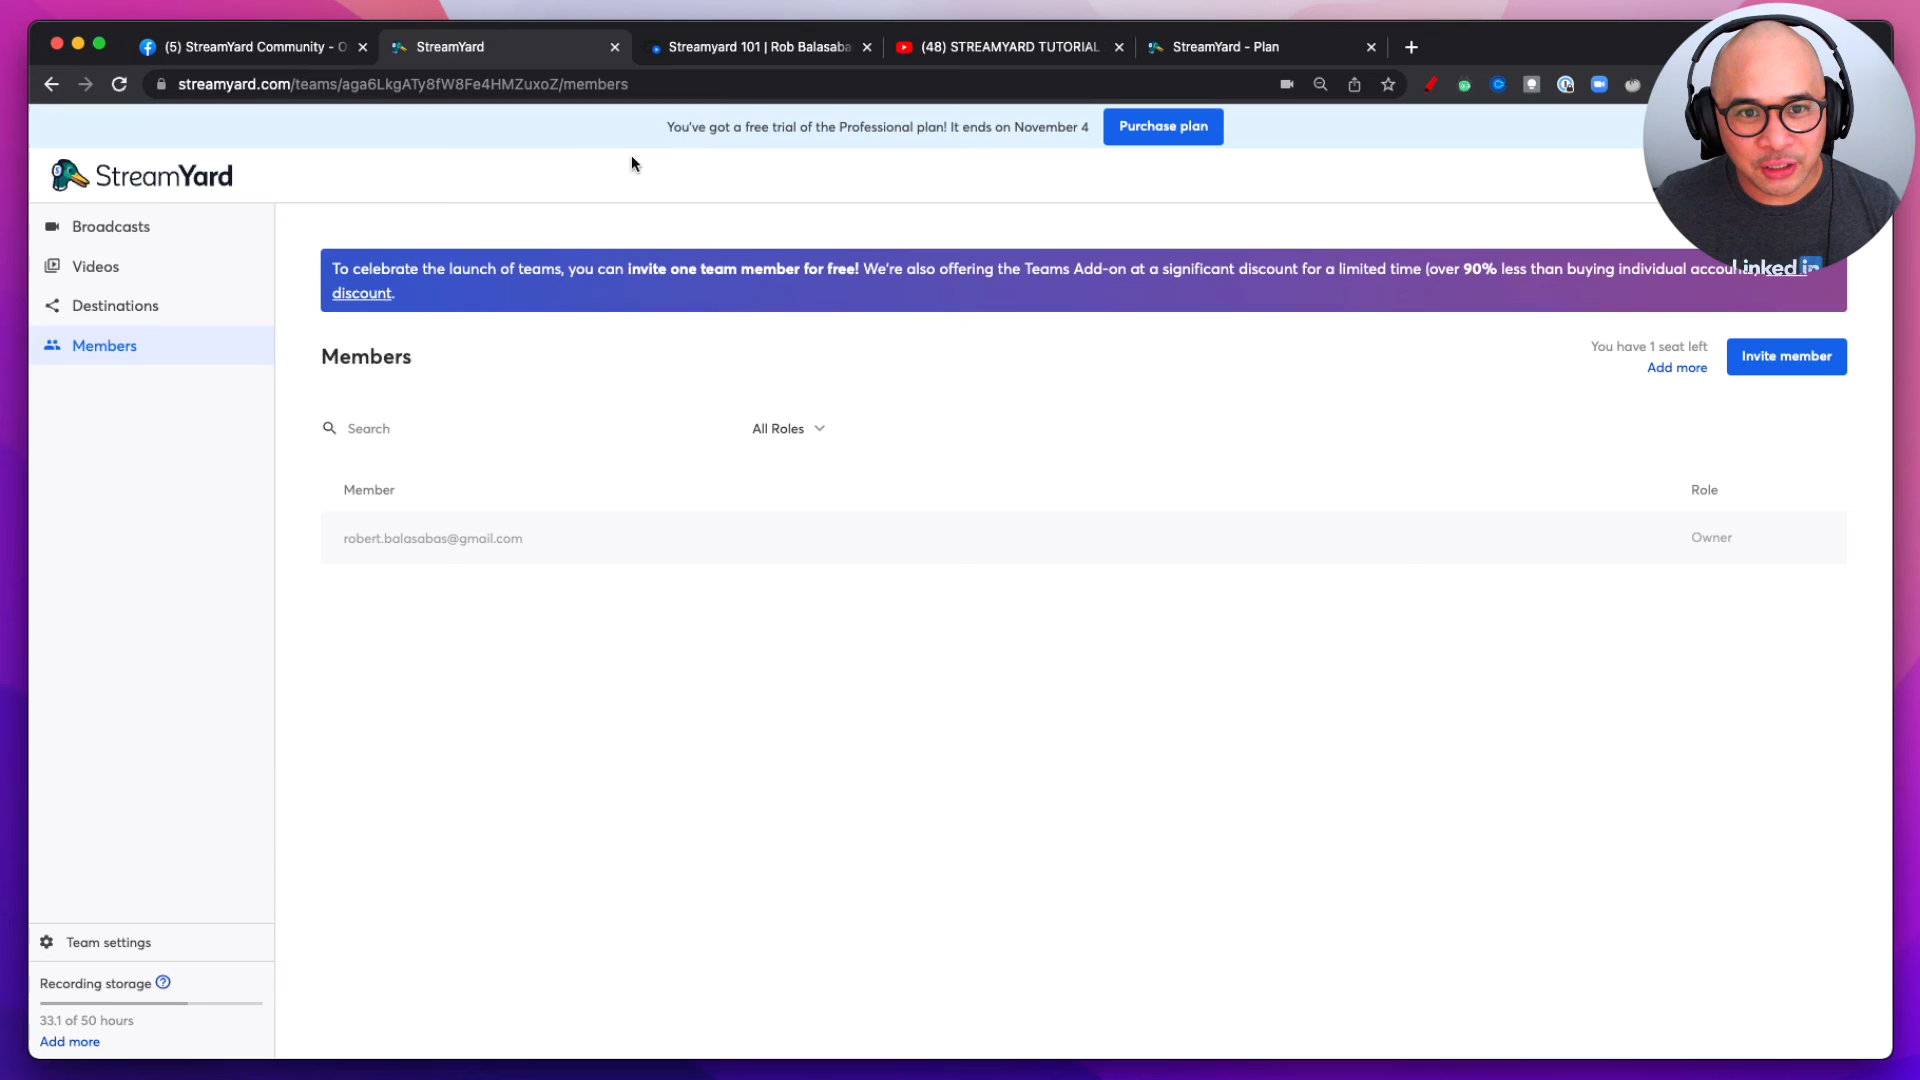 (5) StreamYard Community - O
StreamYard
Streamyard 101 | Rob Balasaba
(48) STREAMYARD TUTORIAL
StreamYard - Plan
streamyard.com/teams/aga6LkgATy8fW8Fe4HMZuxoZ/members
You've got a free trial of the Professional plan! It ends on November 4
Purchase plan
StreamYard
Broadcasts
Videos
Destinations
Members
To celebrate the launch of teams, you can invite one team member for free! We're also offering the Teams Add-on at a significant discount for a limited time (over 90% less than buying individual accou
discount.
Linked in
Members
You have 1 seat left
Add more
Invite member
Search
All Roles
Member
Role
robert.balasabas@gmail.com
Owner
Team settings
Recording storage
33.1 of 50 hours
Add more